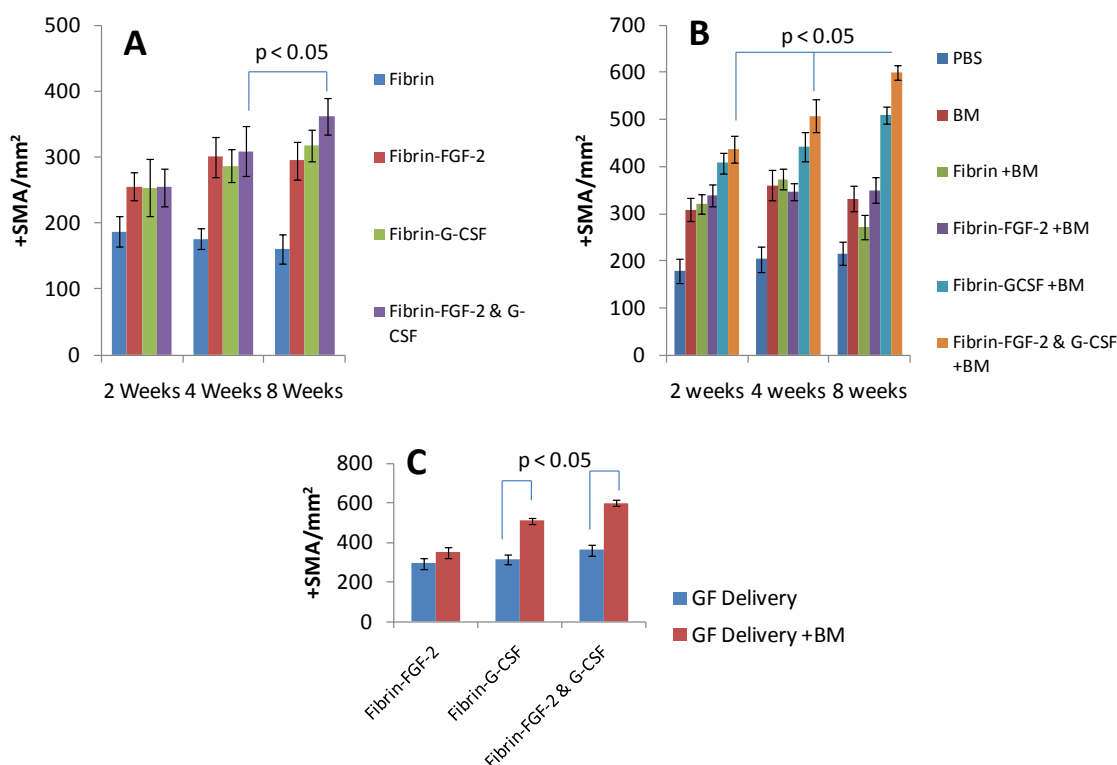 A
p < 0.05
+SMA/mm²
500
400
300
200
100
0
2 Weeks 4 Weeks 8 Weeks
Fibrin
Fibrin-FGF-2
Fibrin-G-CSF
Fibrin-FGF-2 & G-
CSF
B
p < 0.05
+SMA/mm²
700
600
500
400
300
200
100
0
2 weeks 4 weeks 8 weeks
PBS
BM
Fibrin +BM
Fibrin-FGF-2 +BM
Fibrin-GCSF +BM
Fibrin-FGF-2 & G-CSF
+BM
C
p < 0.05
+SMA/mm²
800
600
400
200
0
Fibrin-FGF-2
Fibrin-G-CSF
Fibrin-FGF-2 & G-CSF
GF Delivery
GF Delivery +BM